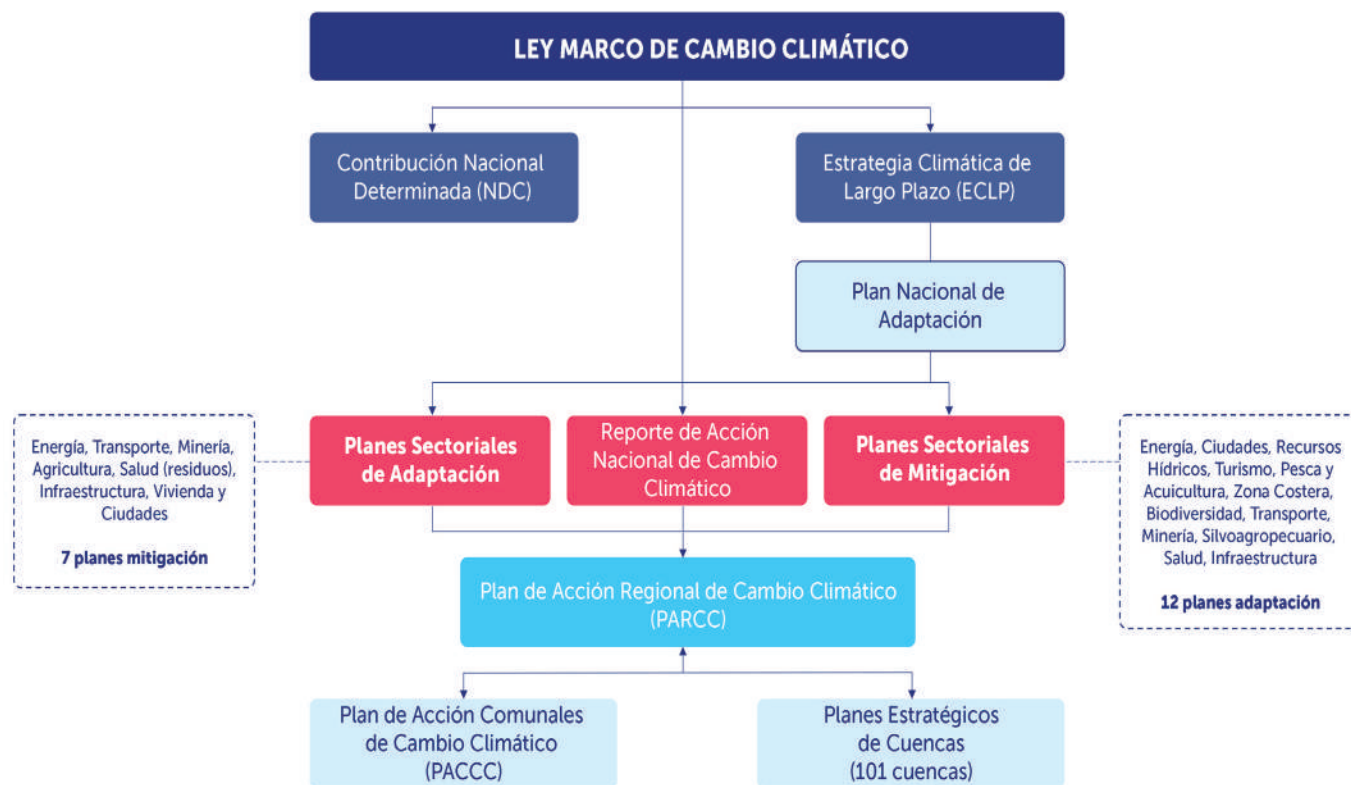 LEY MARCO DE CAMBIO CLIMÁTICO
Contribución Nacional
Determinada (NDC)
Estrategia Climática de
Largo Plazo (ECLP)
Plan Nacional de
Adaptación
Energía, Transporte, Minería,
Agricultura, Salud (residuos),
Infraestructura, Vivienda y
Ciudades
7 planes mitigación
Planes Sectoriales
de Adaptación
Reporte de Acción
Nacional de Cambio
Climático
Planes Sectoriales
de Mitigación
Energía, Ciudades, Recursos
Hídricos, Turismo, Pesca y
Acuicultura, Zona Costera,
Biodiversidad, Transporte,
Minería, Silvoagropecuario,
Salud, Infraestructura
12 planes adaptación
Plan de Acción Regional de Cambio Climático
(PARCC)
Plan de Acción Comunales
de Cambio Climático
(PACCC)
Planes Estratégicos
de Cuencas
(101 cuencas)